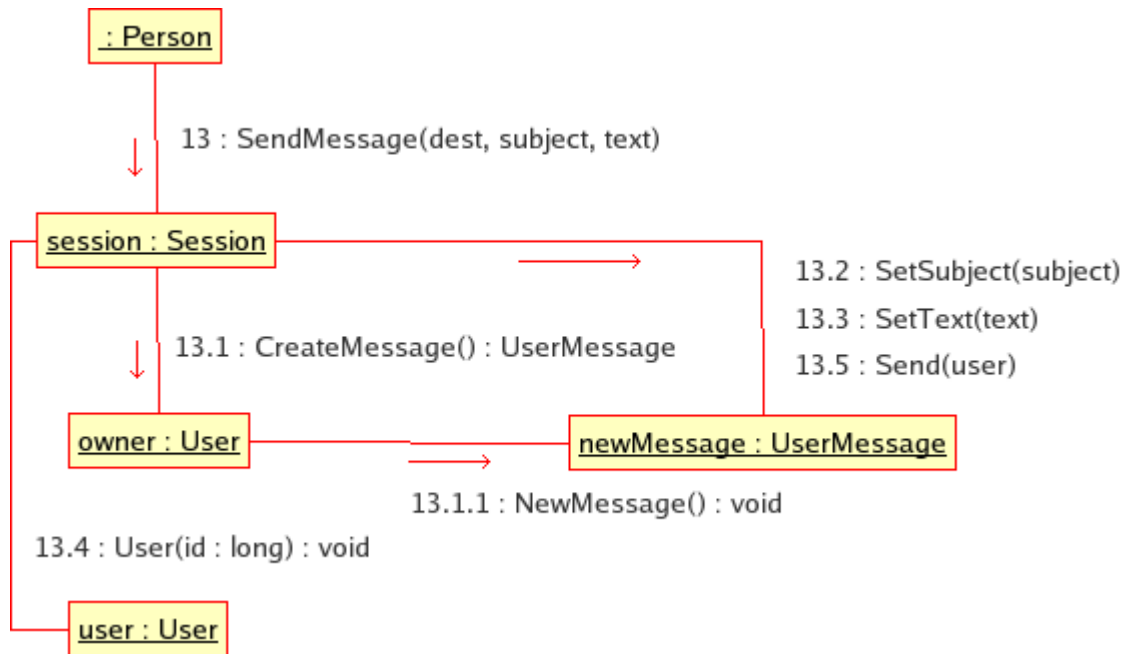 : Person
13 : SendMessage(dest, subject, text)
session : Session
13.2 : SetSubject(subject)
13.3 : SetText(text)
13.5 : Send(user)
13.1 : CreateMessage() : UserMessage
owner : User
newMessage : UserMessage
13.1.1 : NewMessage() : void
13.4 : User(id : long) : void
user : User